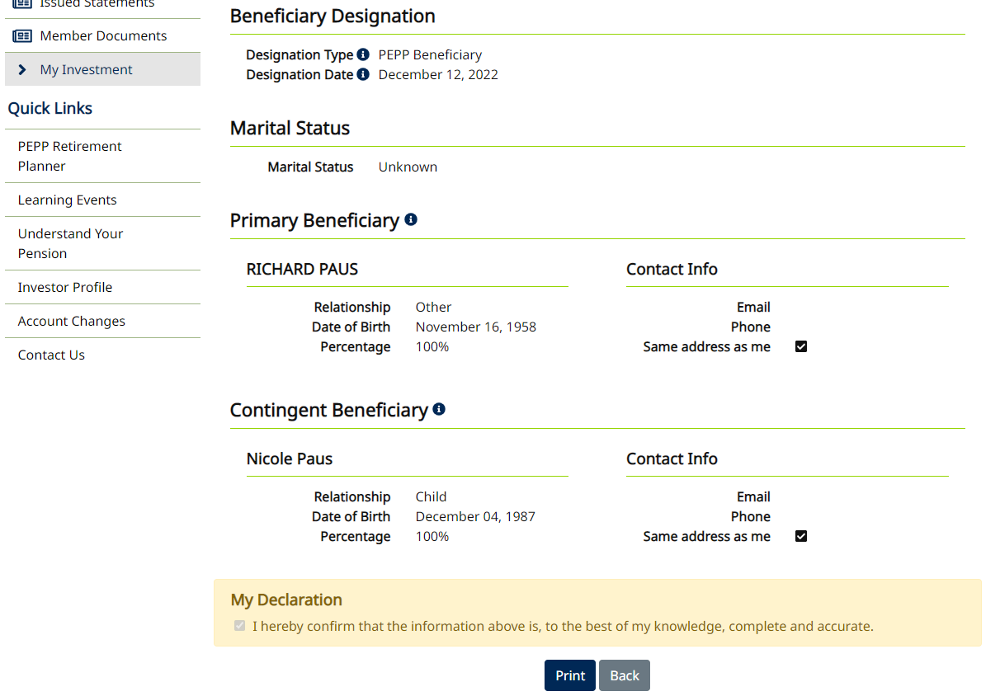 Issued Statements
Member Documents
My Investment
Quick Links
PEPP Retirement
Planner
Learning Events
Understand Your
Pension
Investor Profile
Account Changes
Contact Us
Beneficiary Designation
Designation Type PEPP Beneficiary
Designation Date December 12, 2022
Marital Status
Marital Status Unknown
Primary Beneficiary
RICHARD PAUS
Relationship Other
Date of Birth November 16, 1958
Percentage 100%
Contact Info
Email
Phone
Same address as me
Contingent Beneficiary
Nicole Paus
Relationship Child
Date of Birth December 04, 1987
Percentage 100%
Contact Info
Email
Phone
Same address as me
My Declaration
I hereby confirm that the information above is, to the best of my knowledge, complete and accurate.
Print Back